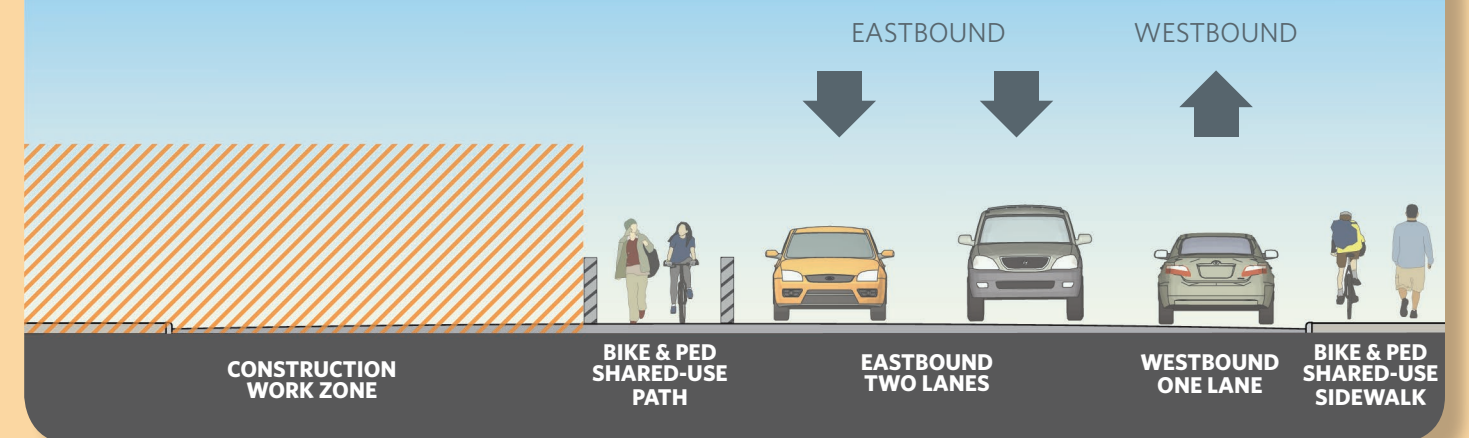 EASTBOUND
WESTBOUND
CONSTRUCTION
WORK ZONE
BIKE & PED
SHARED-USE
PATH
EASTBOUND
TWO LANES
WESTBOUND
ONE LANE
BIKE & PED
SHARED-USE
SIDEWALK